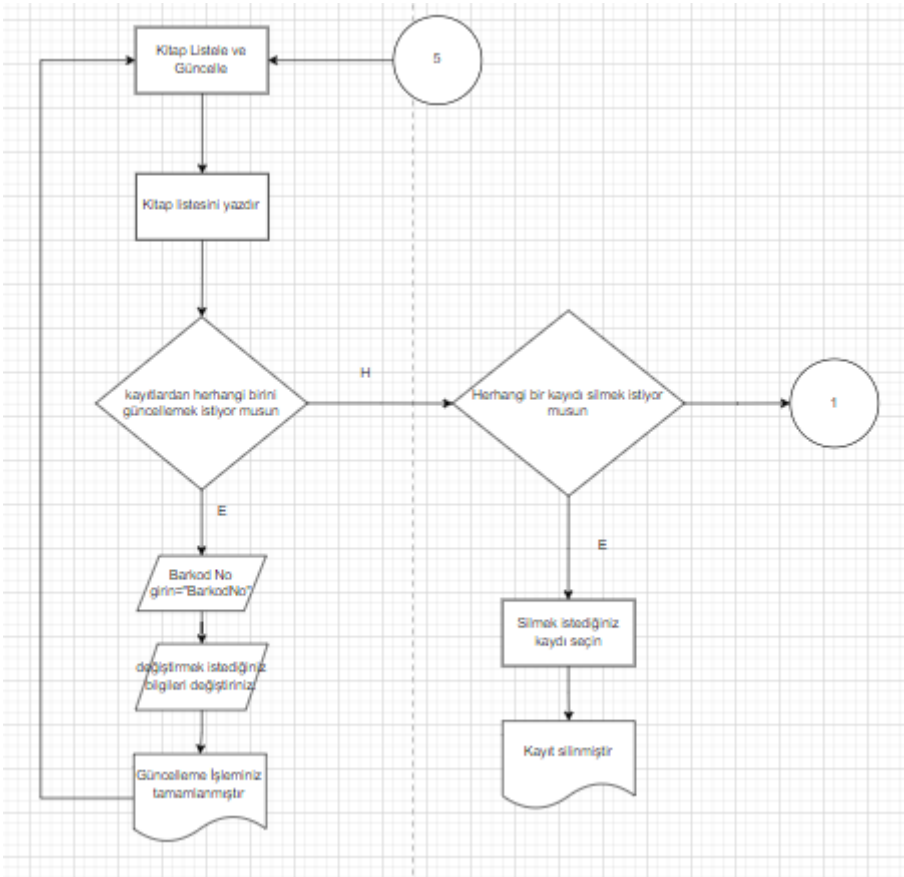 Kitap Listele ve
Güncelle
5
Kitap listesini yazdır
kayıtlardan herhangi birini
güncellemek istiyor musun
H
Herhangi bir kayıdı silmek istiyor
musun
1
E
Barkod No
girin="BarkodNo"
değiştirmek istediğiniz
bilgileri değiştiriniz.
Güncelleme İşleminiz
tamamlanmıştır
E
Silmek istediğiniz
kaydı seçin
Kayıt silinmiştir